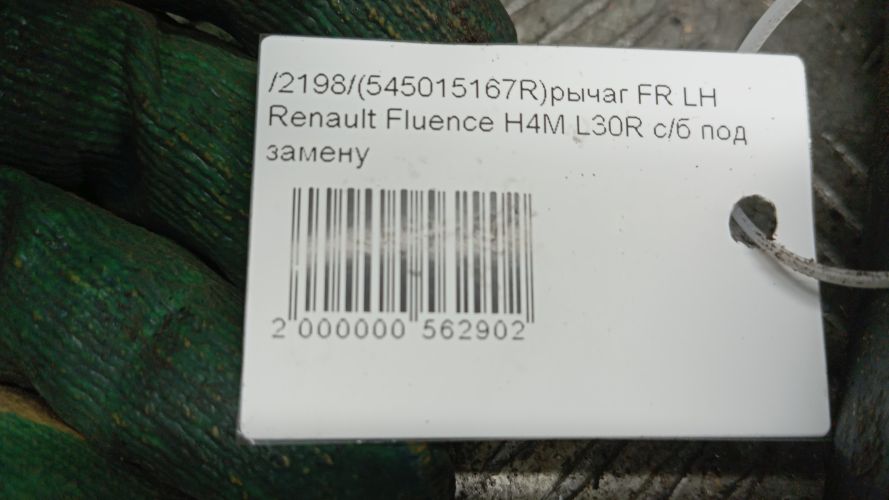 /2198/(545015167R)рычаг FR LH
Renault Fluence H4M L30R с/б под
замену
2 000000 562902